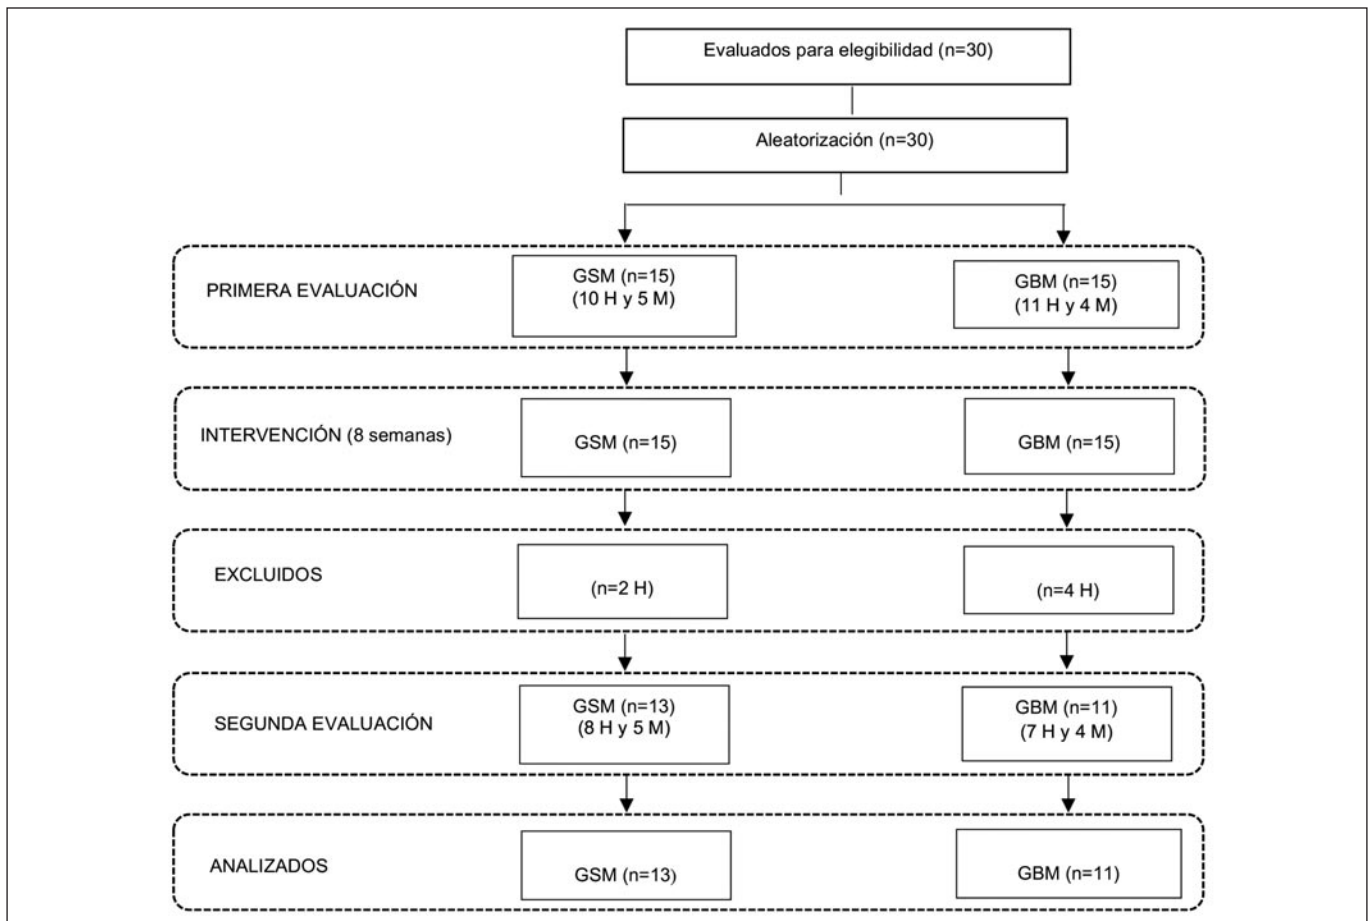 Evaluados para elegibilidad (n=30)
Aleatorización (n=30)
PRIMERA EVALUACIÓN
GSM (n=15)
(10 H y 5 M)
GBM (n=15)
(11 H y 4 M)
INTERVENCIÓN (8 semanas)
GSM (n=15)
GBM (n=15)
EXCLUIDOS
(n=2 H)
(n=4 H)
SEGUNDA EVALUACIÓN
GSM (n=13)
(8 H y 5 M)
GBM (n=11)
(7 H y 4 M)
ANALIZADOS
GSM (n=13)
GBM (n=11)